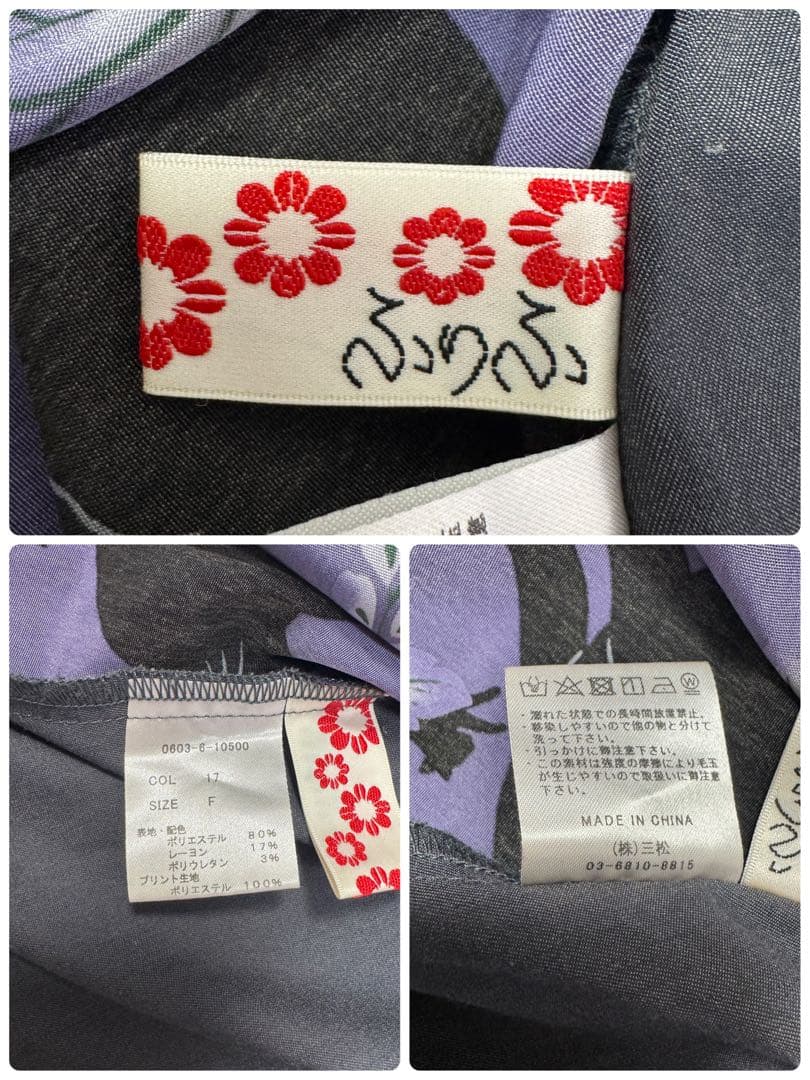 ふりふ
0603-6-10500
COL 17
SIZE F
表地・配色
ポリエステル 80%
レーヨン 17%
ポリウレタン 3%
プリント生地
ポリエステル 100%
・濡れた状態での長時間放置禁止。
・移染しやすいので他の物と分けて
洗って下さい。
・引っかけに御注意下さい。
・この素材は強度の摩擦により毛玉
が生じやすいので取扱いに御注意
下さい。
MADE IN CHINA
(株)三松
03-6810-8815